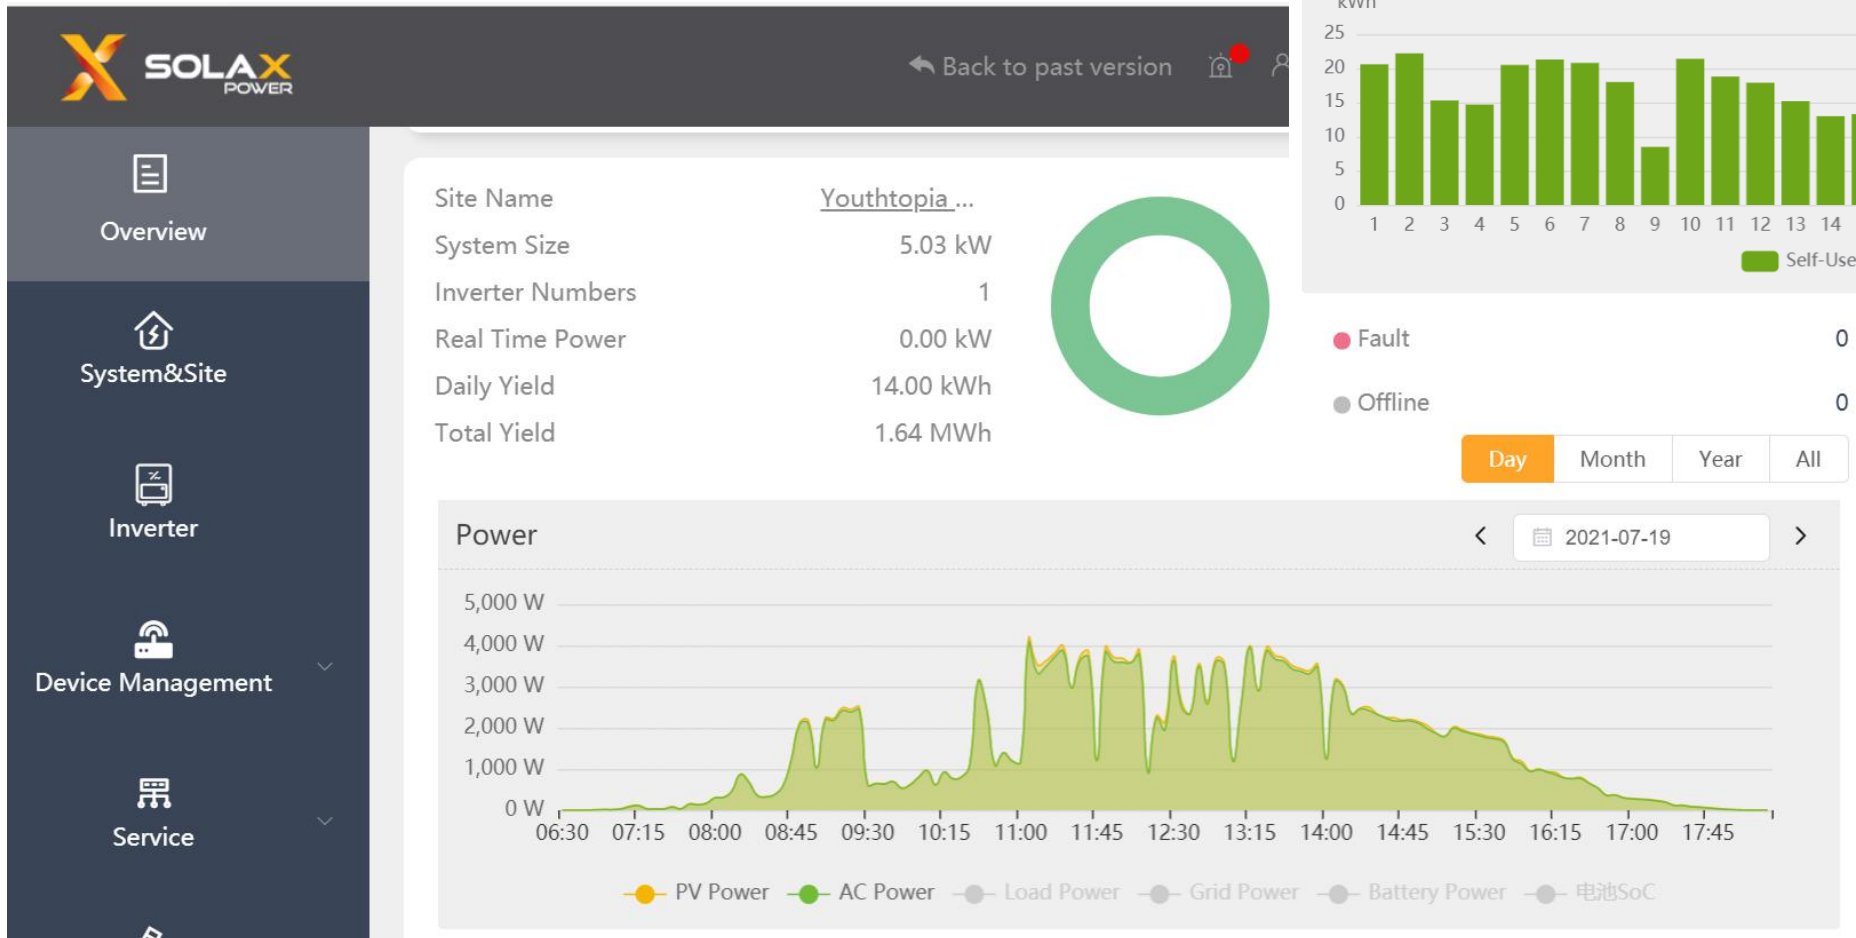 SOLAX
POWER
Back to past version
Overview
System&Site
Inverter
Device Management
Service
Site Name Youthtopia ...
System Size 5.03 kW
Inverter Numbers 1
Real Time Power 0.00 kW
Daily Yield 14.00 kWh
Total Yield 1.64 MWh
kWh
25
20
15
10
5
0
1 2 3 4 5 6 7 8 9 10 11 12 13 14
Self-Use
Fault 0
Offline 0
Day Month Year All
Power
2021-07-19
5,000 W
4,000 W
3,000 W
2,000 W
1,000 W
0 W
06:30 07:15 08:00 08:45 09:30 10:15 11:00 11:45 12:30 13:15 14:00 14:45 15:30 16:15 17:00 17:45
PV Power AC Power Load Power Grid Power Battery Power 电池SoC